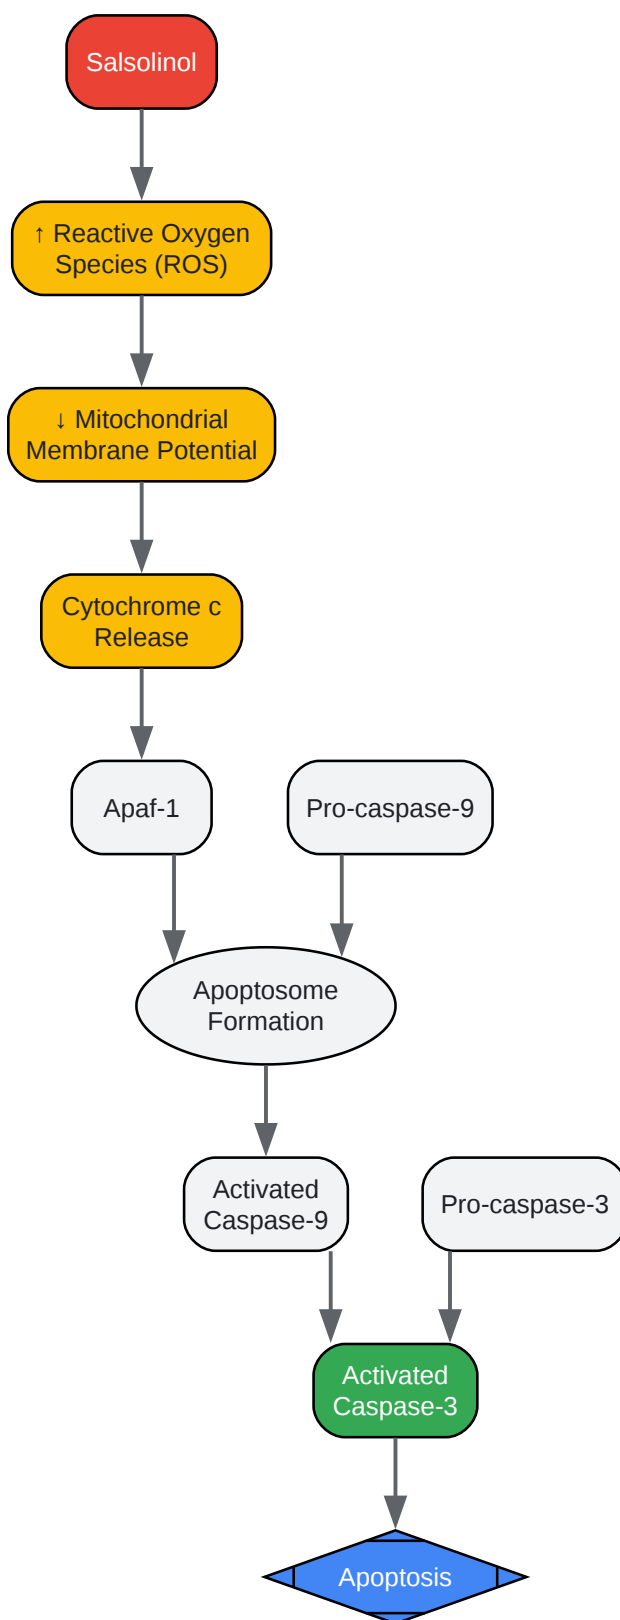 Salsolinol
↑ Reactive Oxygen
Species (ROS)
↓ Mitochondrial
Membrane Potential
Cytochrome c
Release
Apaf-1
Pro-caspase-9
Apoptosome
Formation
Activated
Caspase-9
Pro-caspase-3
Activated
Caspase-3
Apoptosis